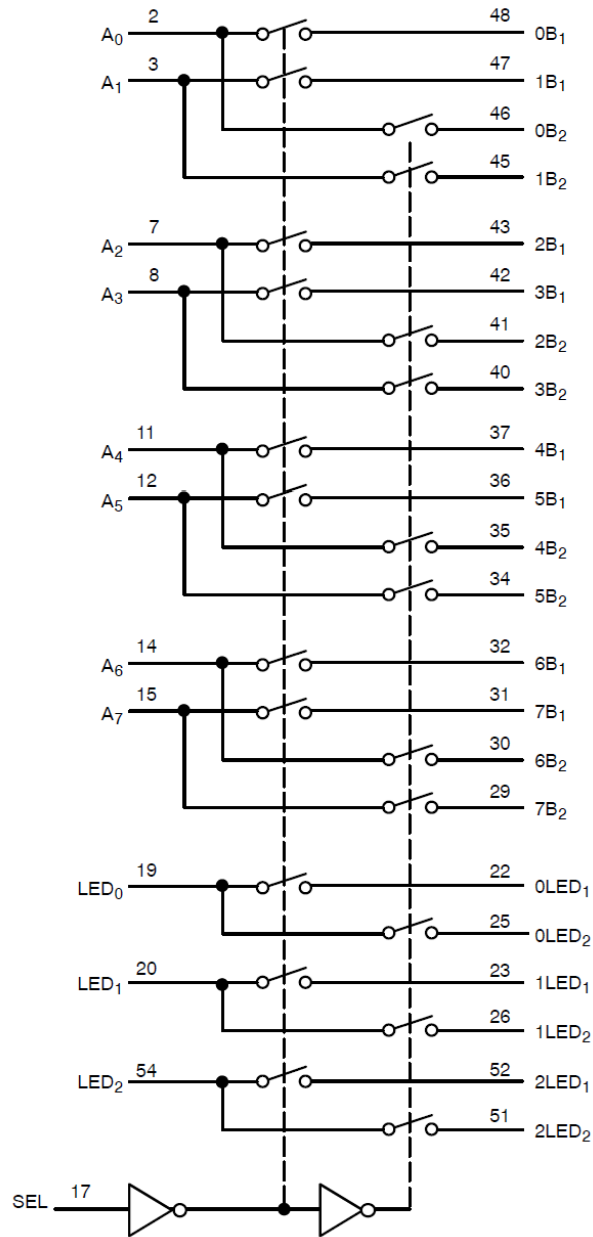 A0 2 48 0B1
A1 3 47 1B1
46 0B2
45 1B2
A2 7 43 2B1
A3 8 42 3B1
41 2B2
40 3B2
A4 11 37 4B1
A5 12 36 5B1
35 4B2
34 5B2
A6 14 32 6B1
A7 15 31 7B1
30 6B2
29 7B2
LED0 19 22 0LED1
25 0LED2
LED1 20 23 1LED1
26 1LED2
LED2 54 52 2LED1
51 2LED2
SEL 17